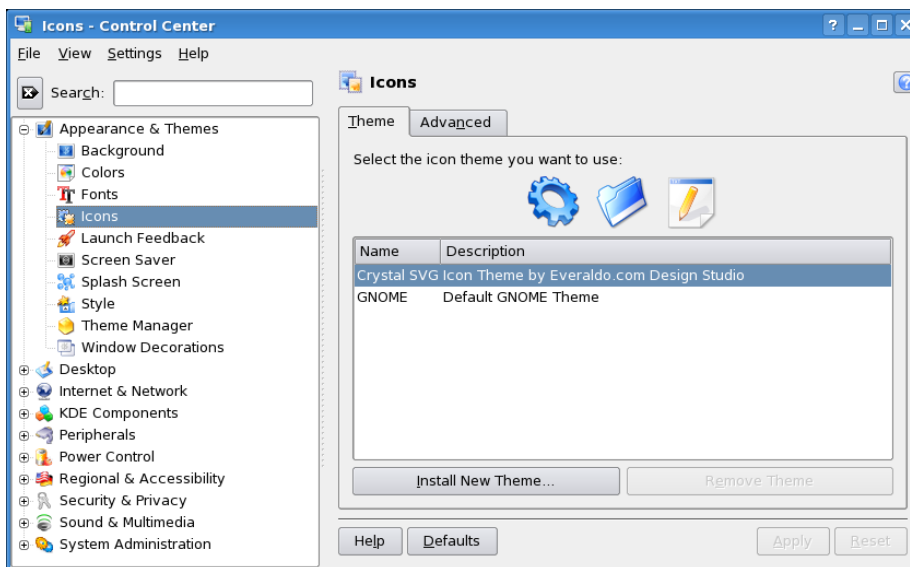 Icons - Control Center
File View Settings Help
Search:
Appearance & Themes
Background
Colors
Fonts
Icons
Launch Feedback
Screen Saver
Splash Screen
Style
Theme Manager
Window Decorations
Desktop
Internet & Network
KDE Components
Peripherals
Power Control
Regional & Accessibility
Security & Privacy
Sound & Multimedia
System Administration
Icons
Theme Advanced
Select the icon theme you want to use:
Name Description
Crystal SVG Icon Theme by Everaldo.com Design Studio
GNOME Default GNOME Theme
Install New Theme... Remove Theme
Help Defaults Apply Reset